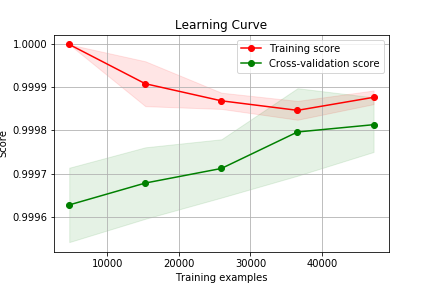 Learning Curve
Training score
Cross-validation score
1.0000
0.9999
0.9998
0.9997
0.9996
Score
10000 20000 30000 40000
Training examples